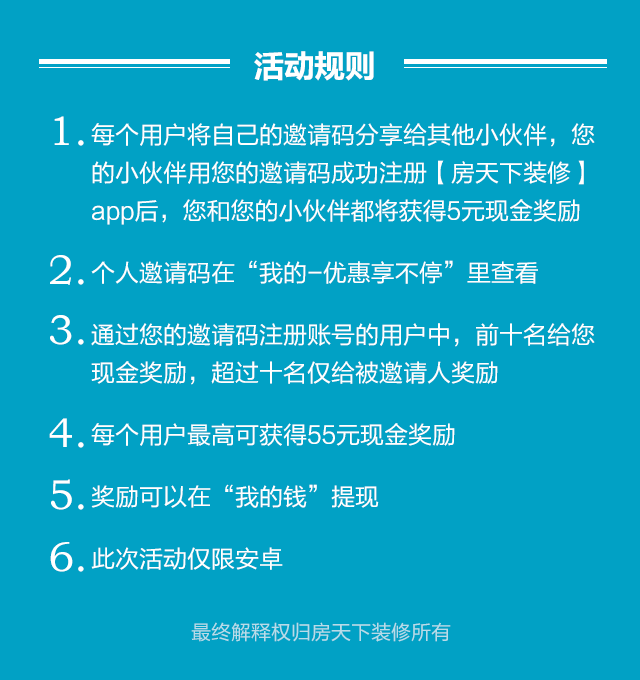 活动规则
1. 每个用户将自己的邀请码分享给其他小伙伴，您
的小伙伴用您的邀请码成功注册【房天下装修】
app后，您和您的小伙伴都将获得5元现金奖励
2. 个人邀请码在“我的-优惠享不停”里查看
3. 通过您的邀请码注册账号的用户中，前十名给您
现金奖励，超过十名仅给被邀请人奖励
4. 每个用户最高可获得55元现金奖励
5. 奖励可以在“我的钱”提现
6. 此次活动仅限安卓
最终解释权归房天下装修所有